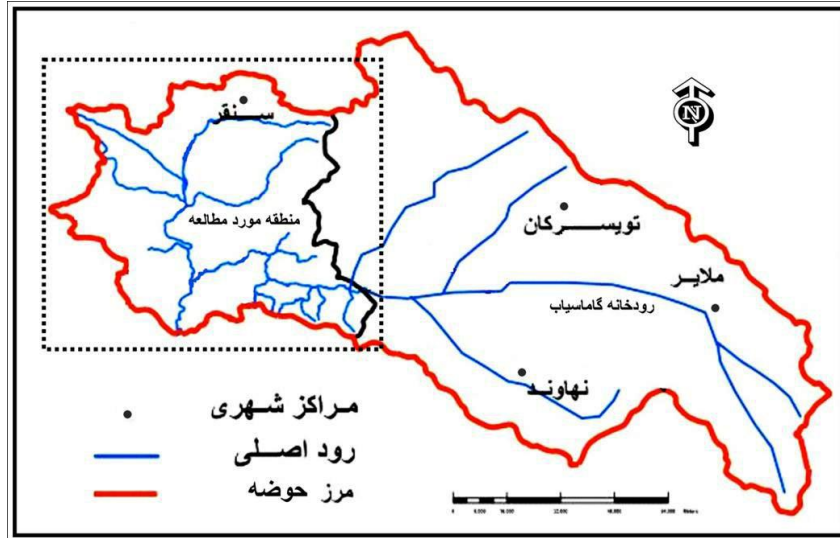 N
سنقر
منطقه مورد مطالعه
تویسرکان
ملایر
رودخانه گاماسیاب
نهاوند
مراکز شهری
رود اصلی
مرز حوضه